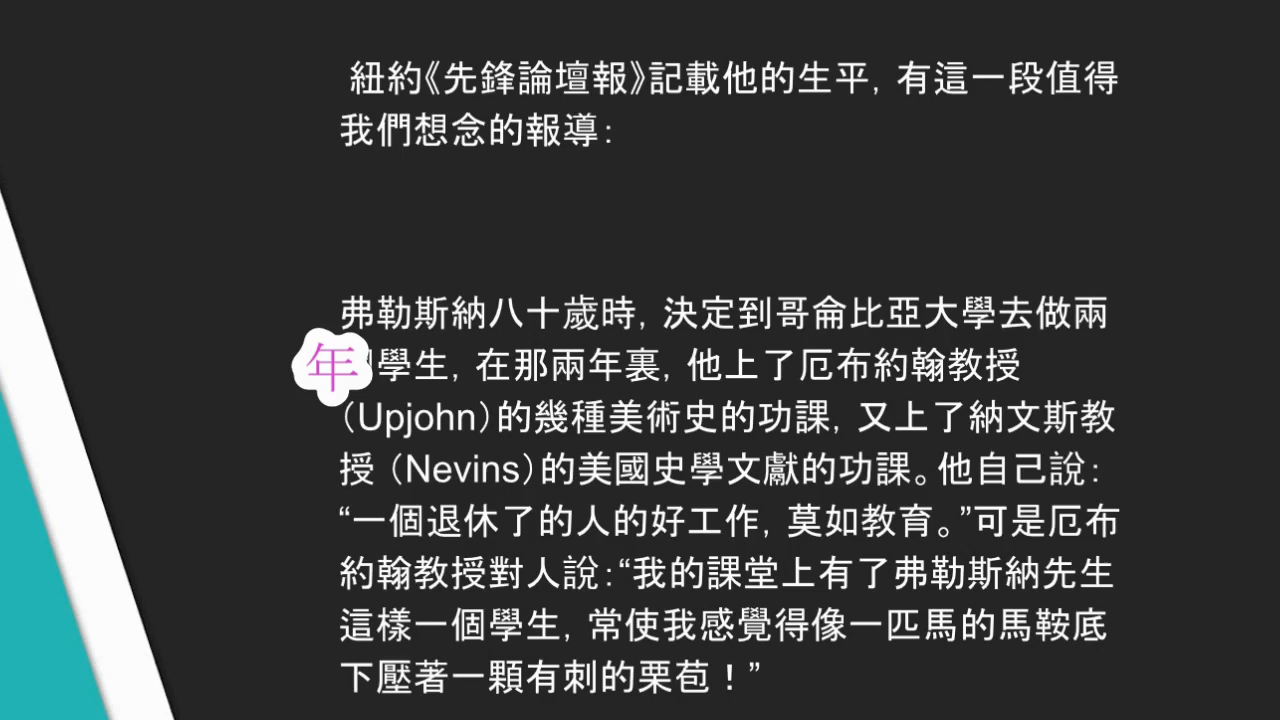 紐約《先鋒論壇報》記載他的生平，有這一段值得
我們想念的報導：
弗勒斯納八十歲時，決定到哥侖比亞大學去做兩
年學生，在那兩年裏，他上了厄布約翰教授
（Upjohn）的幾種美術史的功課，又上了納文斯教
授（Nevins）的美國史學文獻的功課。他自己說：
“一個退休了的人的好工作，莫如教育。”可是厄布
約翰教授對人說：“我的課堂上有了弗勒斯納先生
這樣一個學生，常使我感覺得像一匹馬的馬鞍底
下壓著一顆有刺的栗苞！”